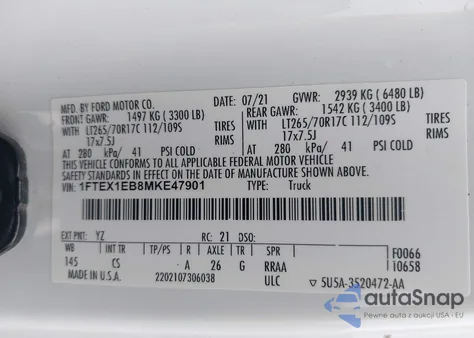 MFD. BY FORD MOTOR CO.
DATE: 07/21 GVWR: 2939 KG ( 6480 LB)
FRONT GAWR: 1497 KG ( 3300 LB) REAR GAWR: 1542 KG ( 3400 LB)
WITH LT265/70R17C 112/109S TIRES WITH LT265/70R17C 112/109S TIRES
17x7.5J RIMS 17x7.5J RIMS
AT 280 kPa/ 41 PSI COLD AT 280 kPa/ 41 PSI COLD
THIS VEHICLE CONFORMS TO ALL APPLICABLE FEDERAL MOTOR VEHICLE
SAFETY STANDARDS IN EFFECT ON THE DATE OF MANUFACTURE SHOWN ABOVE.
VIN: 1FTEX1EB8MKE47901 TYPE: Truck
EXT PNT: YZ RC: 21 DSO:
WB INT TR TP/PS R AXLE TR SPR F0066
145 CS A 26 G RRAA 10658
MADE IN U.S.A. 2202107306038 ULC 5U5A-3520472-AA
autoSnap
Pewne auta z dobrej aukcji USA - EU